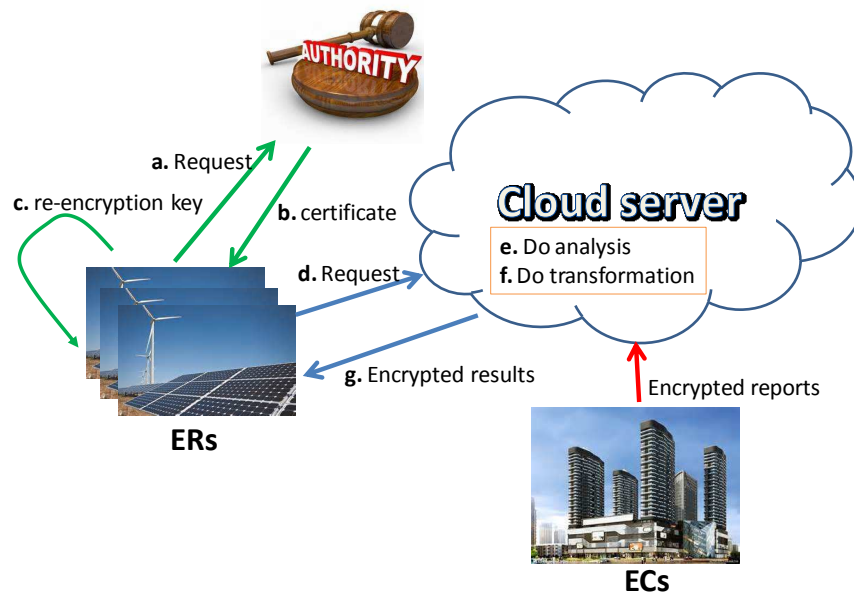 AUTHORITY
a. Request
c. re-encryption key
b. certificate
Cloud server
e. Do analysis
f. Do transformation
d. Request
g. Encrypted results
Encrypted reports
ERs
ECs